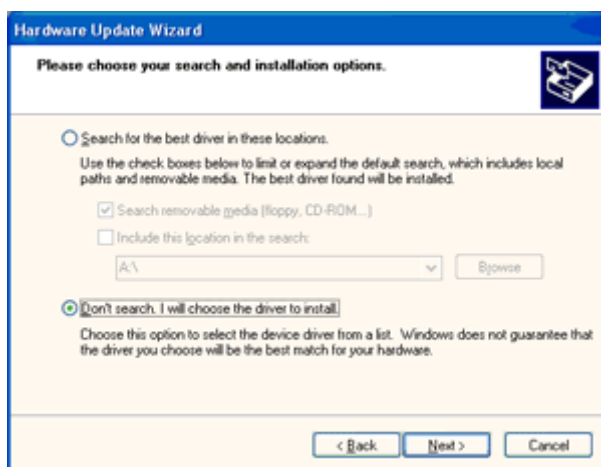 Hardware Update Wizard
Please choose your search and installation options.
Search for the best driver in these locations.
Use the check boxes below to limit or expand the default search, which includes local
paths and removable media. The best driver found will be installed.
Search removable media (floppy, CD-ROM...)
Include this location in the search:
A:\
Browse
Don't search. I will choose the driver to install.
Choose this option to select the device driver from a list. Windows does not guarantee that
the driver you choose will be the best match for your hardware.
< Back Next > Cancel